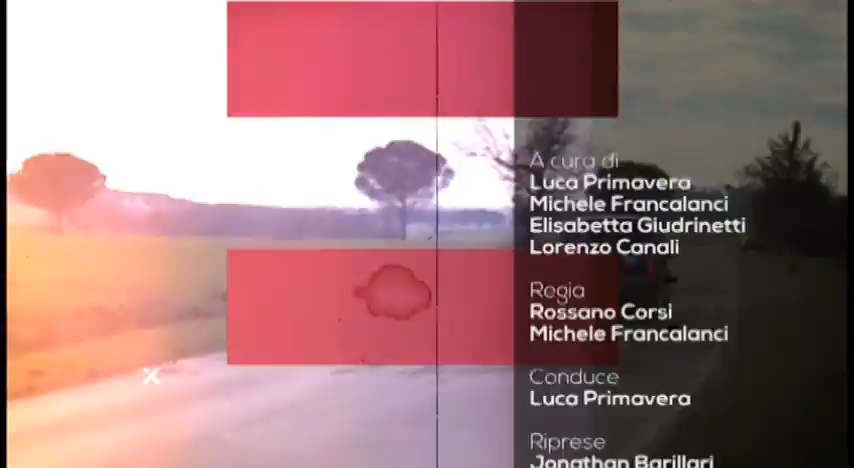 A cura di
Luca Primavera
Michele Francalanci
Elisabetta Giudrinetti
Lorenzo Canali
Regia
Rossano Corsi
Michele Francalanci
Conduce
Luca Primavera
Riprese
Jonathan Barillari